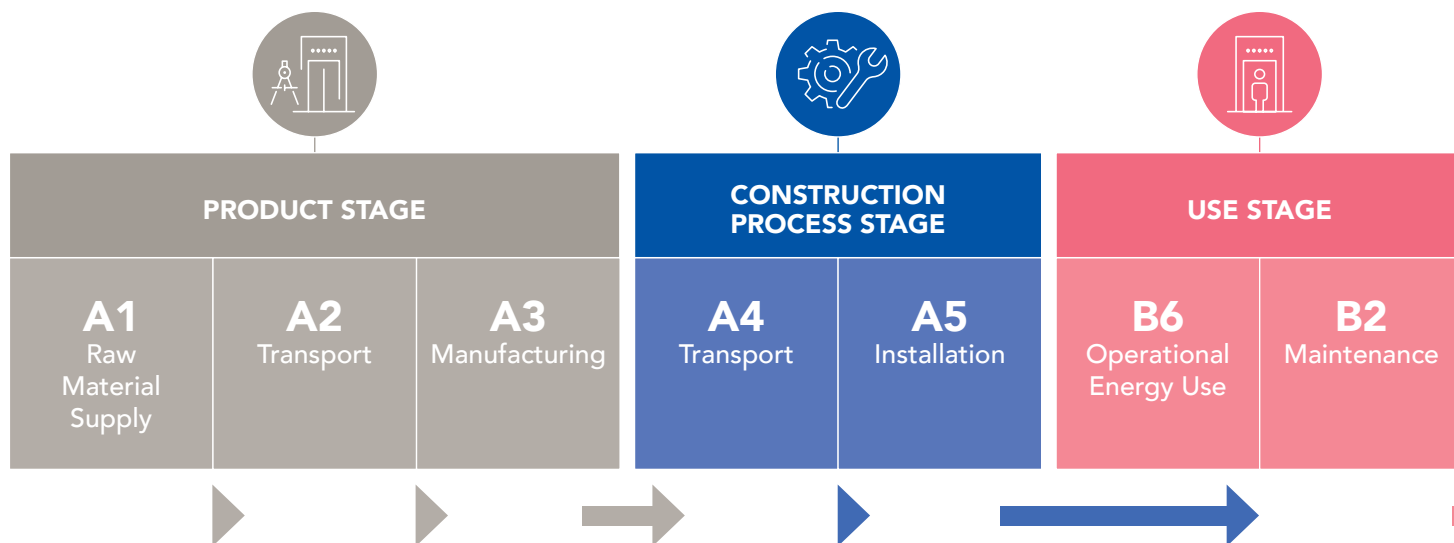 PRODUCT STAGE
CONSTRUCTION
PROCESS STAGE
USE STAGE
A1
Raw
Material
Supply
A2
Transport
A3
Manufacturing
A4
Transport
A5
Installation
B6
Operational
Energy Use
B2
Maintenance